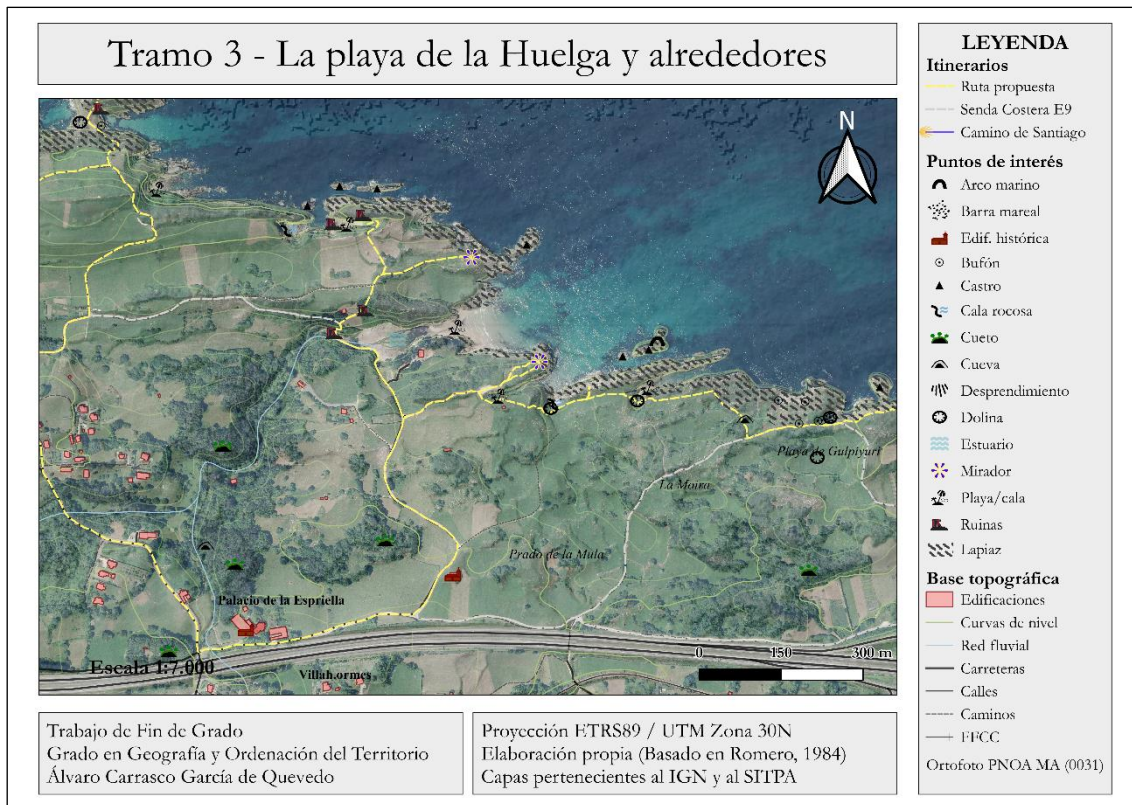 Tramo 3 - La playa de la Huelga y alrededores
N
Playa de Gulpiyuri
La Moira
Prado de la Mula
Palacio de la Espriella
Escala 1:7.000
Villahormes
0 150 300 m
Trabajo de Fin de Grado
Grado en Geografía y Ordenación del Territorio
Álvaro Carrasco García de Quevedo
Proyección ETRS89 / UTM Zona 30N
Elaboración propia (Basado en Romero, 1984)
Capas pertenecientes al IGN y al SITPA
LEYENDA
Itinerarios
Ruta propuesta
Senda Costera E9
Camino de Santiago
Puntos de interés
Arco marino
Barra mareal
Edif. histórica
Bufón
Castro
Cala rocosa
Cueto
Cueva
Desprendimiento
Dolina
Estuario
Mirador
Playa/cala
Ruinas
Lapiaz
Base topográfica
Edificaciones
Curvas de nivel
Red fluvial
Carreteras
Calles
Caminos
FFCC
Ortofoto PNOA MA (0031)